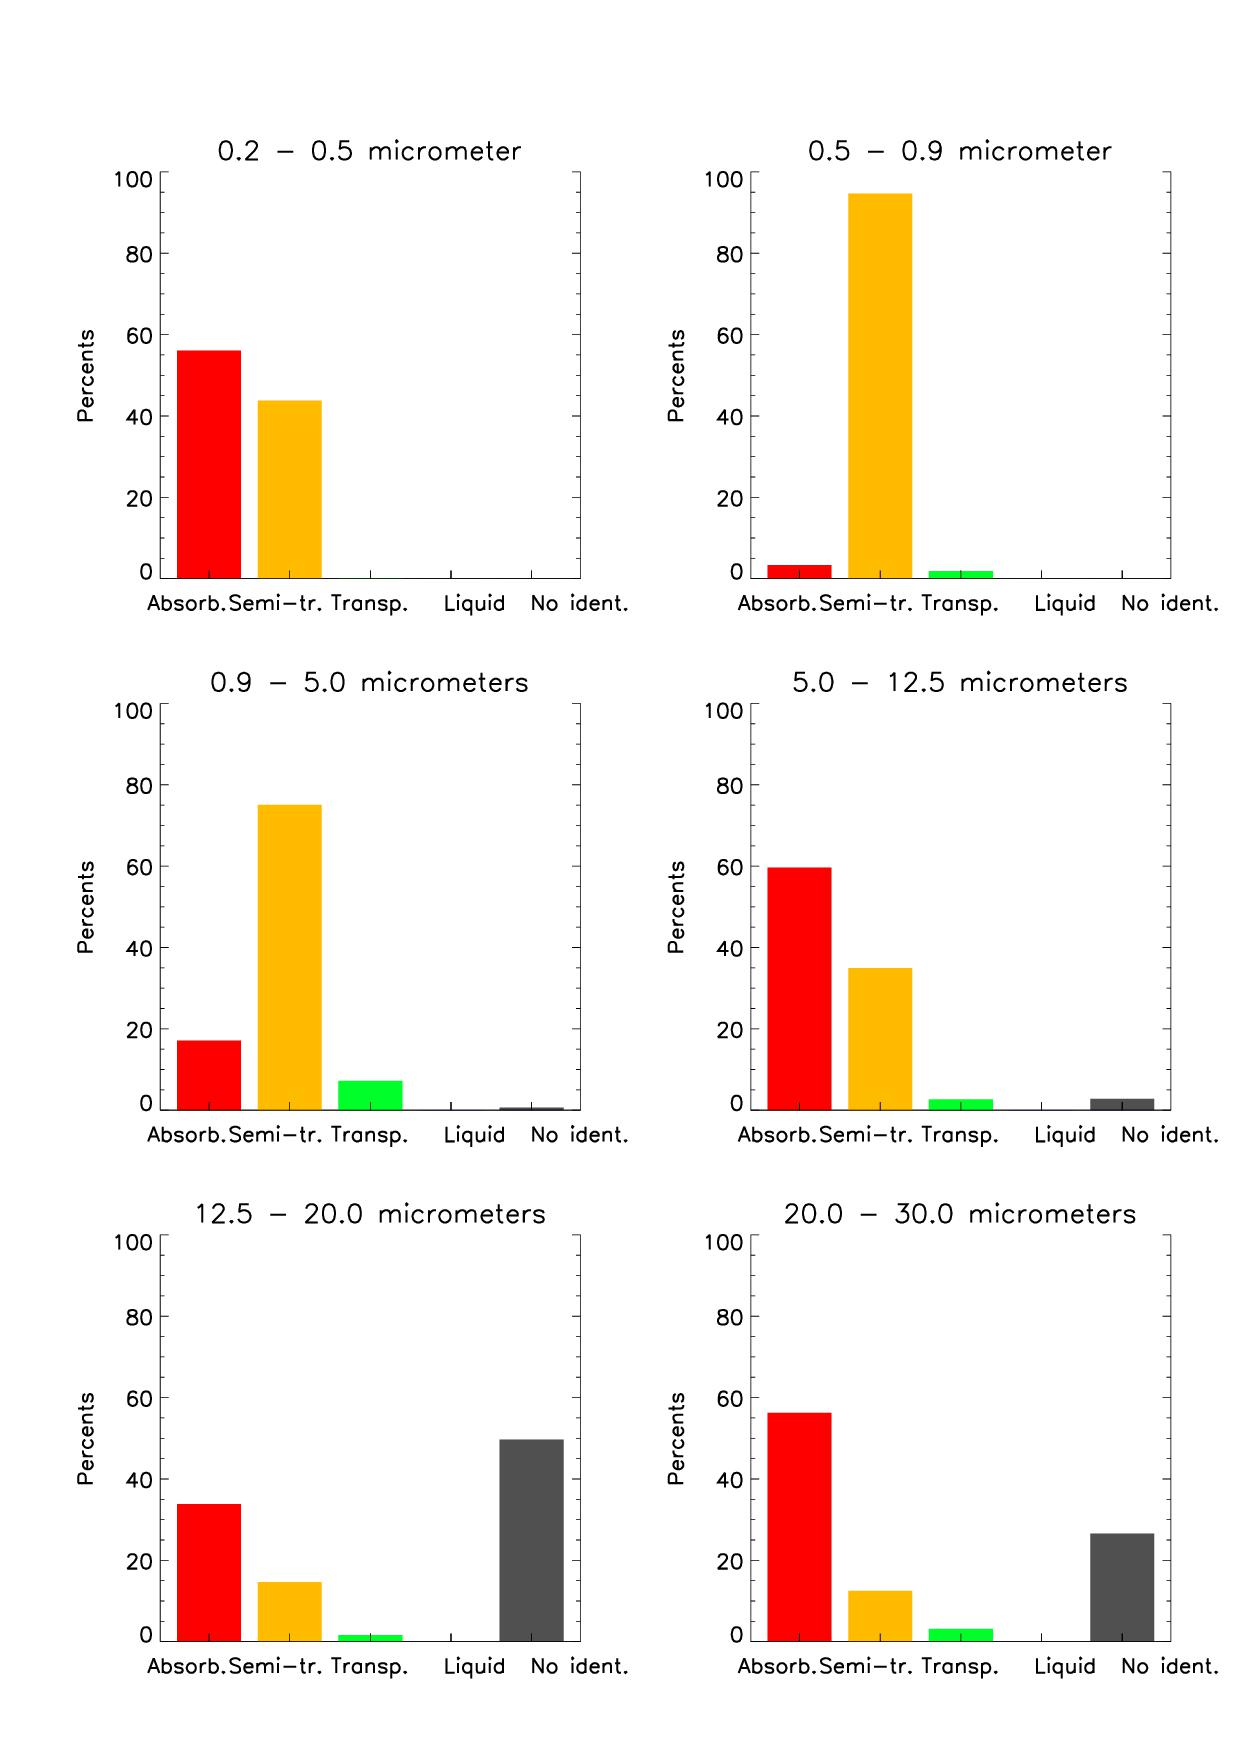 0.2 - 0.5 micrometer
100
80
60
40
20
0
Percents
Absorb. Semi-tr. Transp. Liquid No ident.
0.5 - 0.9 micrometer
100
80
60
40
20
0
Percents
Absorb. Semi-tr. Transp. Liquid No ident.
0.9 - 5.0 micrometers
100
80
60
40
20
0
Percents
Absorb. Semi-tr. Transp. Liquid No ident.
5.0 - 12.5 micrometers
100
80
60
40
20
0
Percents
Absorb. Semi-tr. Transp. Liquid No ident.
12.5 - 20.0 micrometers
100
80
60
40
20
0
Percents
Absorb. Semi-tr. Transp. Liquid No ident.
20.0 - 30.0 micrometers
100
80
60
40
20
0
Percents
Absorb. Semi-tr. Transp. Liquid No ident.